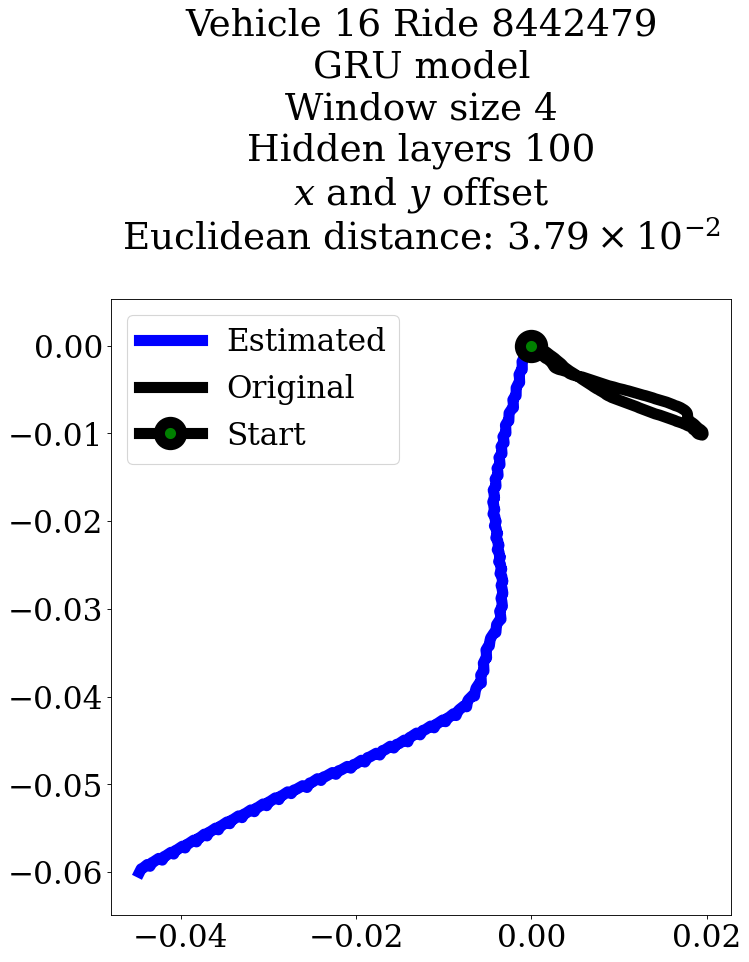 Vehicle 16 Ride 8442479
GRU model
Window size 4
Hidden layers 100
x and y offset
Euclidean distance: 3.79 × 10⁻²
Estimated
Original
Start
0.00
−0.01
−0.02
−0.03
−0.04
−0.05
−0.06
−0.04
−0.02
0.00
0.02